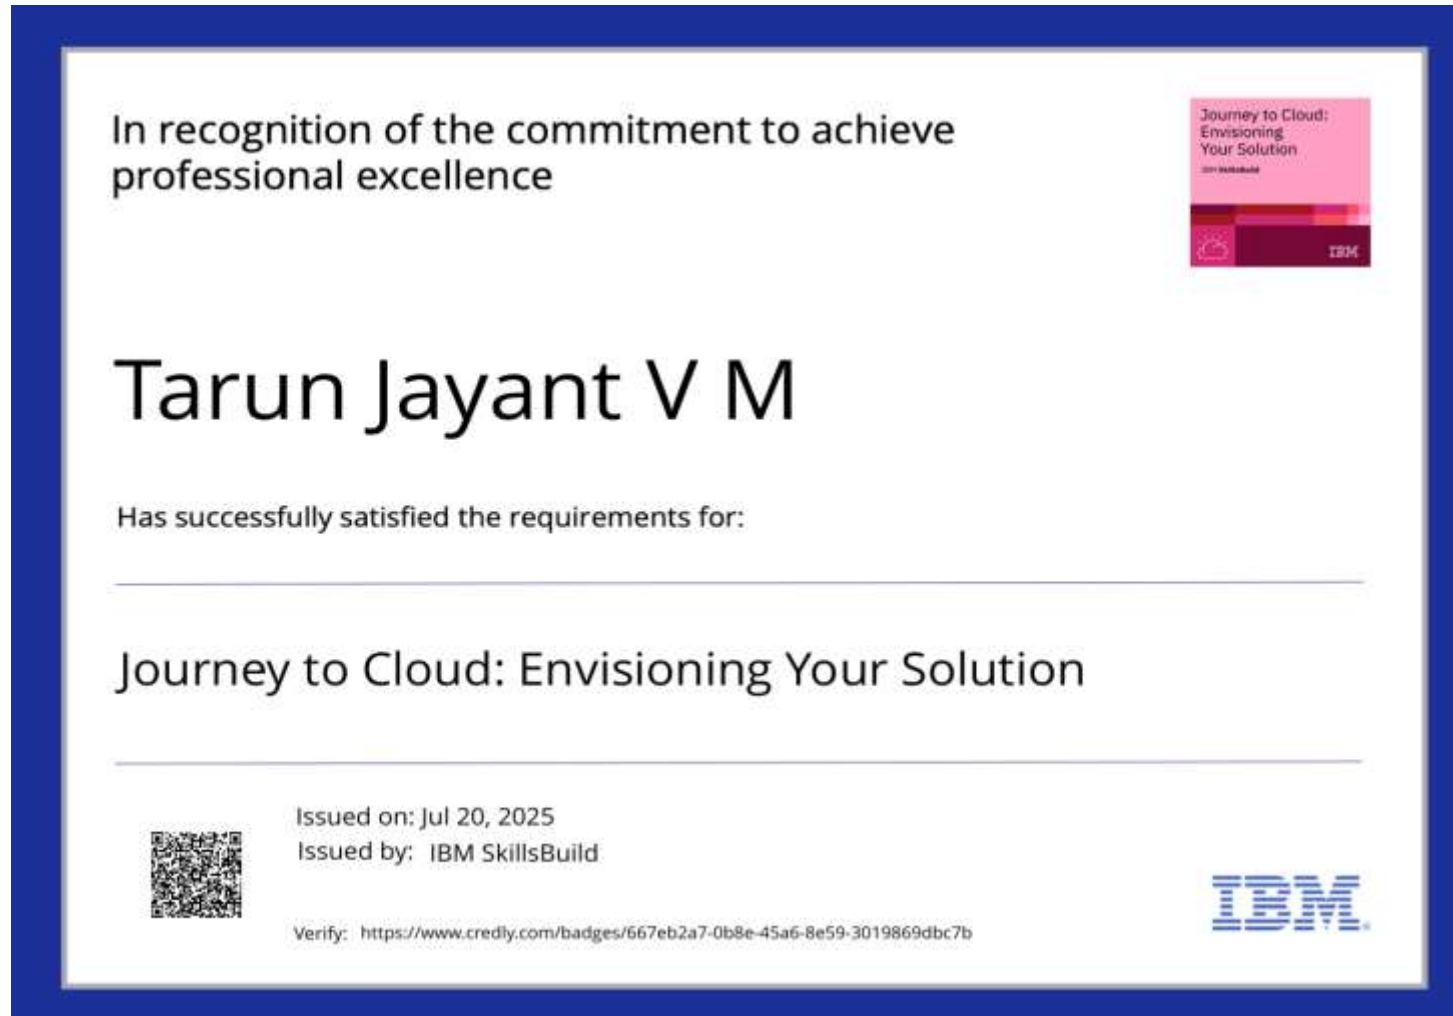 In recognition of the commitment to achieve
professional excellence
Journey to Cloud:
Envisioning
Your Solution
IBM SkillsBuild
IBM
Tarun Jayant V M
Has successfully satisfied the requirements for:
Journey to Cloud: Envisioning Your Solution
Issued on: Jul 20, 2025
Issued by: IBM SkillsBuild
Verify: https://www.credly.com/badges/667eb2a7-0b8e-45a6-8e59-3019869dbc7b
IBM